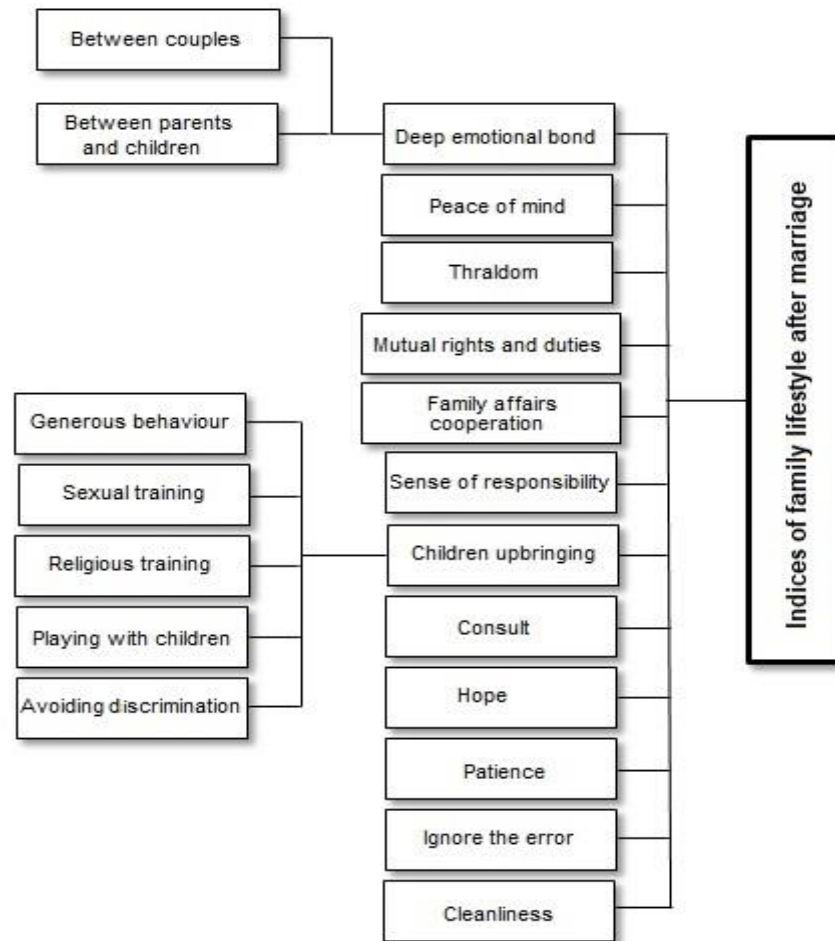 Between couples
Between parents
and children
Deep emotional bond
Peace of mind
Thraldom
Mutual rights and duties
Family affairs
cooperation
Sense of responsibility
Children upbringing
Consult
Hope
Patience
Ignore the error
Cleanliness
Generous behaviour
Sexual training
Religious training
Playing with children
Avoiding discrimination
Indices of family lifestyle after marriage